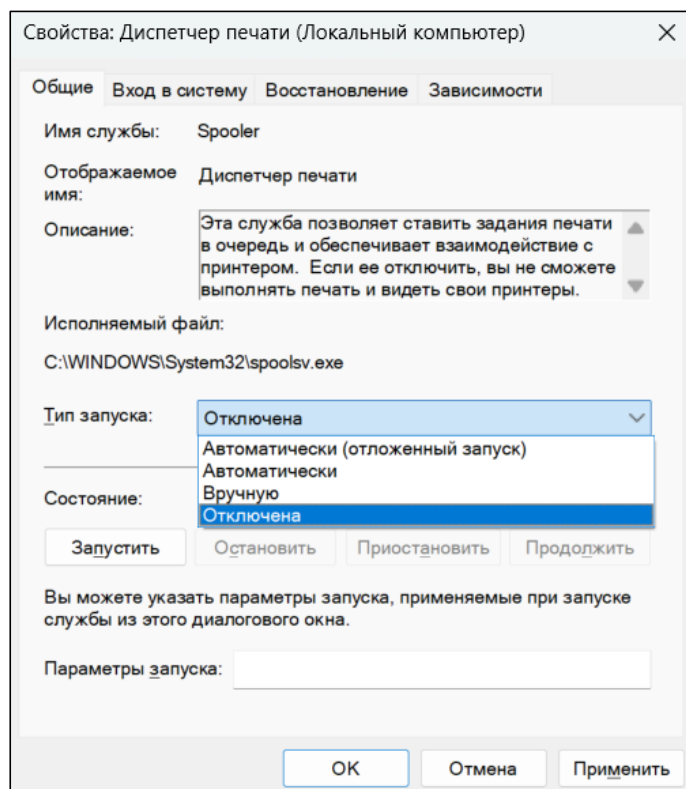 Свойства: Диспетчер печати (Локальный компьютер)
Общие Вход в систему Восстановление Зависимости
Имя службы: Spooler
Отображаемое имя: Диспетчер печати
Описание: Эта служба позволяет ставить задания печати
в очередь и обеспечивает взаимодействие с
принтером. Если ее отключить, вы не сможете
выполнять печать и видеть свои принтеры.
Исполняемый файл:
C:\WINDOWS\System32\spoolsv.exe
Тип запуска: Отключена
Автоматически (отложенный запуск)
Автоматически
Вручную
Отключена
Состояние:
Запустить Остановить Приостановить Продолжить
Вы можете указать параметры запуска, применяемые при запуске
службы из этого диалогового окна.
Параметры запуска:
OK Отмена Применить